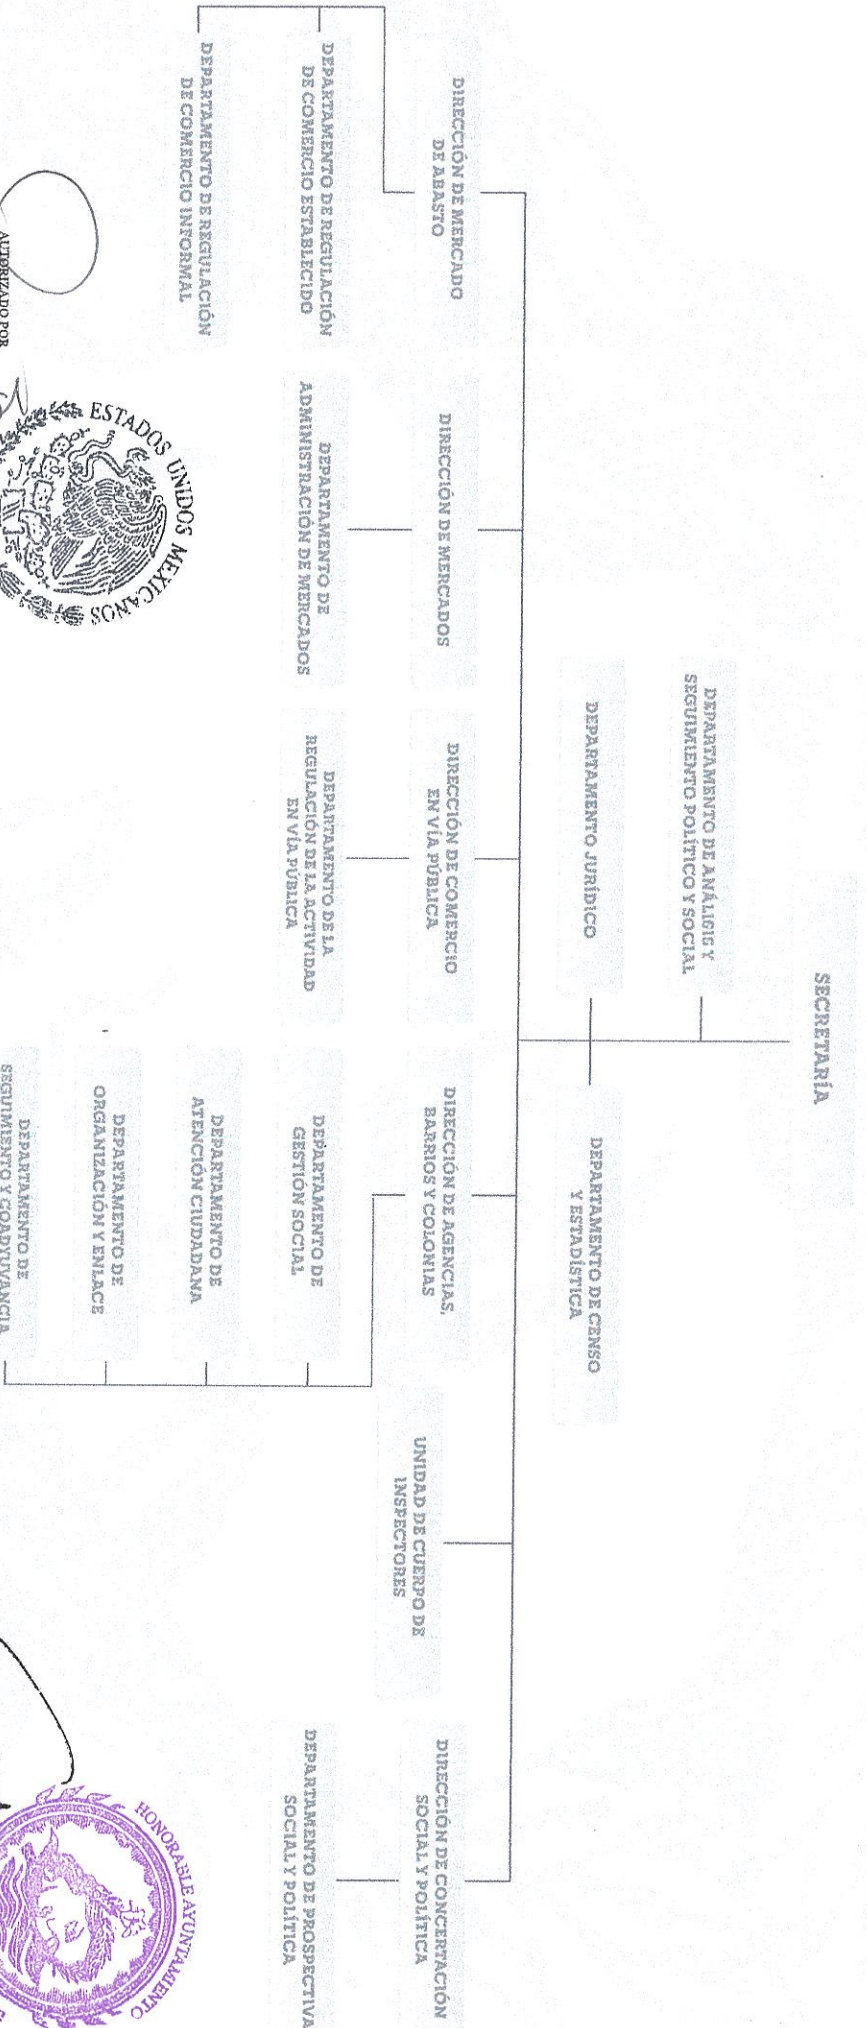 SECRETARÍA
DEPARTAMENTO DE ANÁLISIS Y
SEGUIMIENTO POLÍTICO Y SOCIAL
DEPARTAMENTO JURÍDICO
DEPARTAMENTO DE CENSO
Y ESTADÍSTICA
DIRECCIÓN DE MERCADO
DE ABASTO
DIRECCIÓN DE MERCADOS
DIRECCIÓN DE COMERCIO
EN VÍA PÚBLICA
DIRECCIÓN DE AGENCIAS,
BARRIOS Y COLONIAS
UNIDAD DE CUERPO DE
INSPECTORES
DIRECCIÓN DE CONCERTACIÓN
SOCIAL Y POLÍTICA
DEPARTAMENTO DE REGULACIÓN
DE COMERCIO ESTABLECIDO
DEPARTAMENTO DE
ADMINISTRACIÓN DE MERCADOS
DEPARTAMENTO DE LA
REGULACIÓN DE LA ACTIVIDAD
EN VÍA PÚBLICA
DEPARTAMENTO DE
GESTIÓN SOCIAL
DEPARTAMENTO DE PROSPECTIVA
SOCIAL Y POLÍTICA
DEPARTAMENTO DE REGULACIÓN
DE COMERCIO INFORMAL
DEPARTAMENTO DE
ATENCIÓN CIUDADANA
DEPARTAMENTO DE
ORGANIZACIÓN Y ENLACE
DEPARTAMENTO DE
SEGUIMIENTO Y COADYUVANCIA
AUTORIZADO POR
ESTADOS UNIDOS MEXICANOS
HONORABLE AYUNTAMIENTO